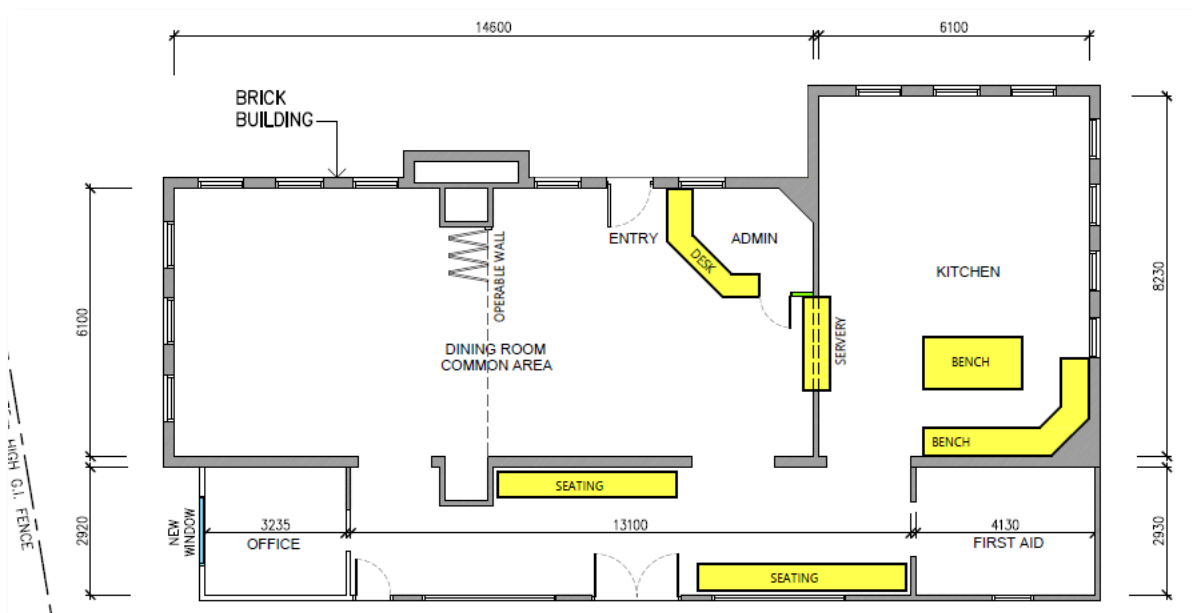 14600
6100
BRICK
BUILDING
ENTRY
ADMIN
DESK
OPERABLE WALL
KITCHEN
8230
6100
DINING ROOM
COMMON AREA
SERVERY
BENCH
BENCH
HIGH G.I. FENCE
SEATING
2920
NEW
WINDOW
3235
OFFICE
13100
4130
FIRST AID
2930
SEATING